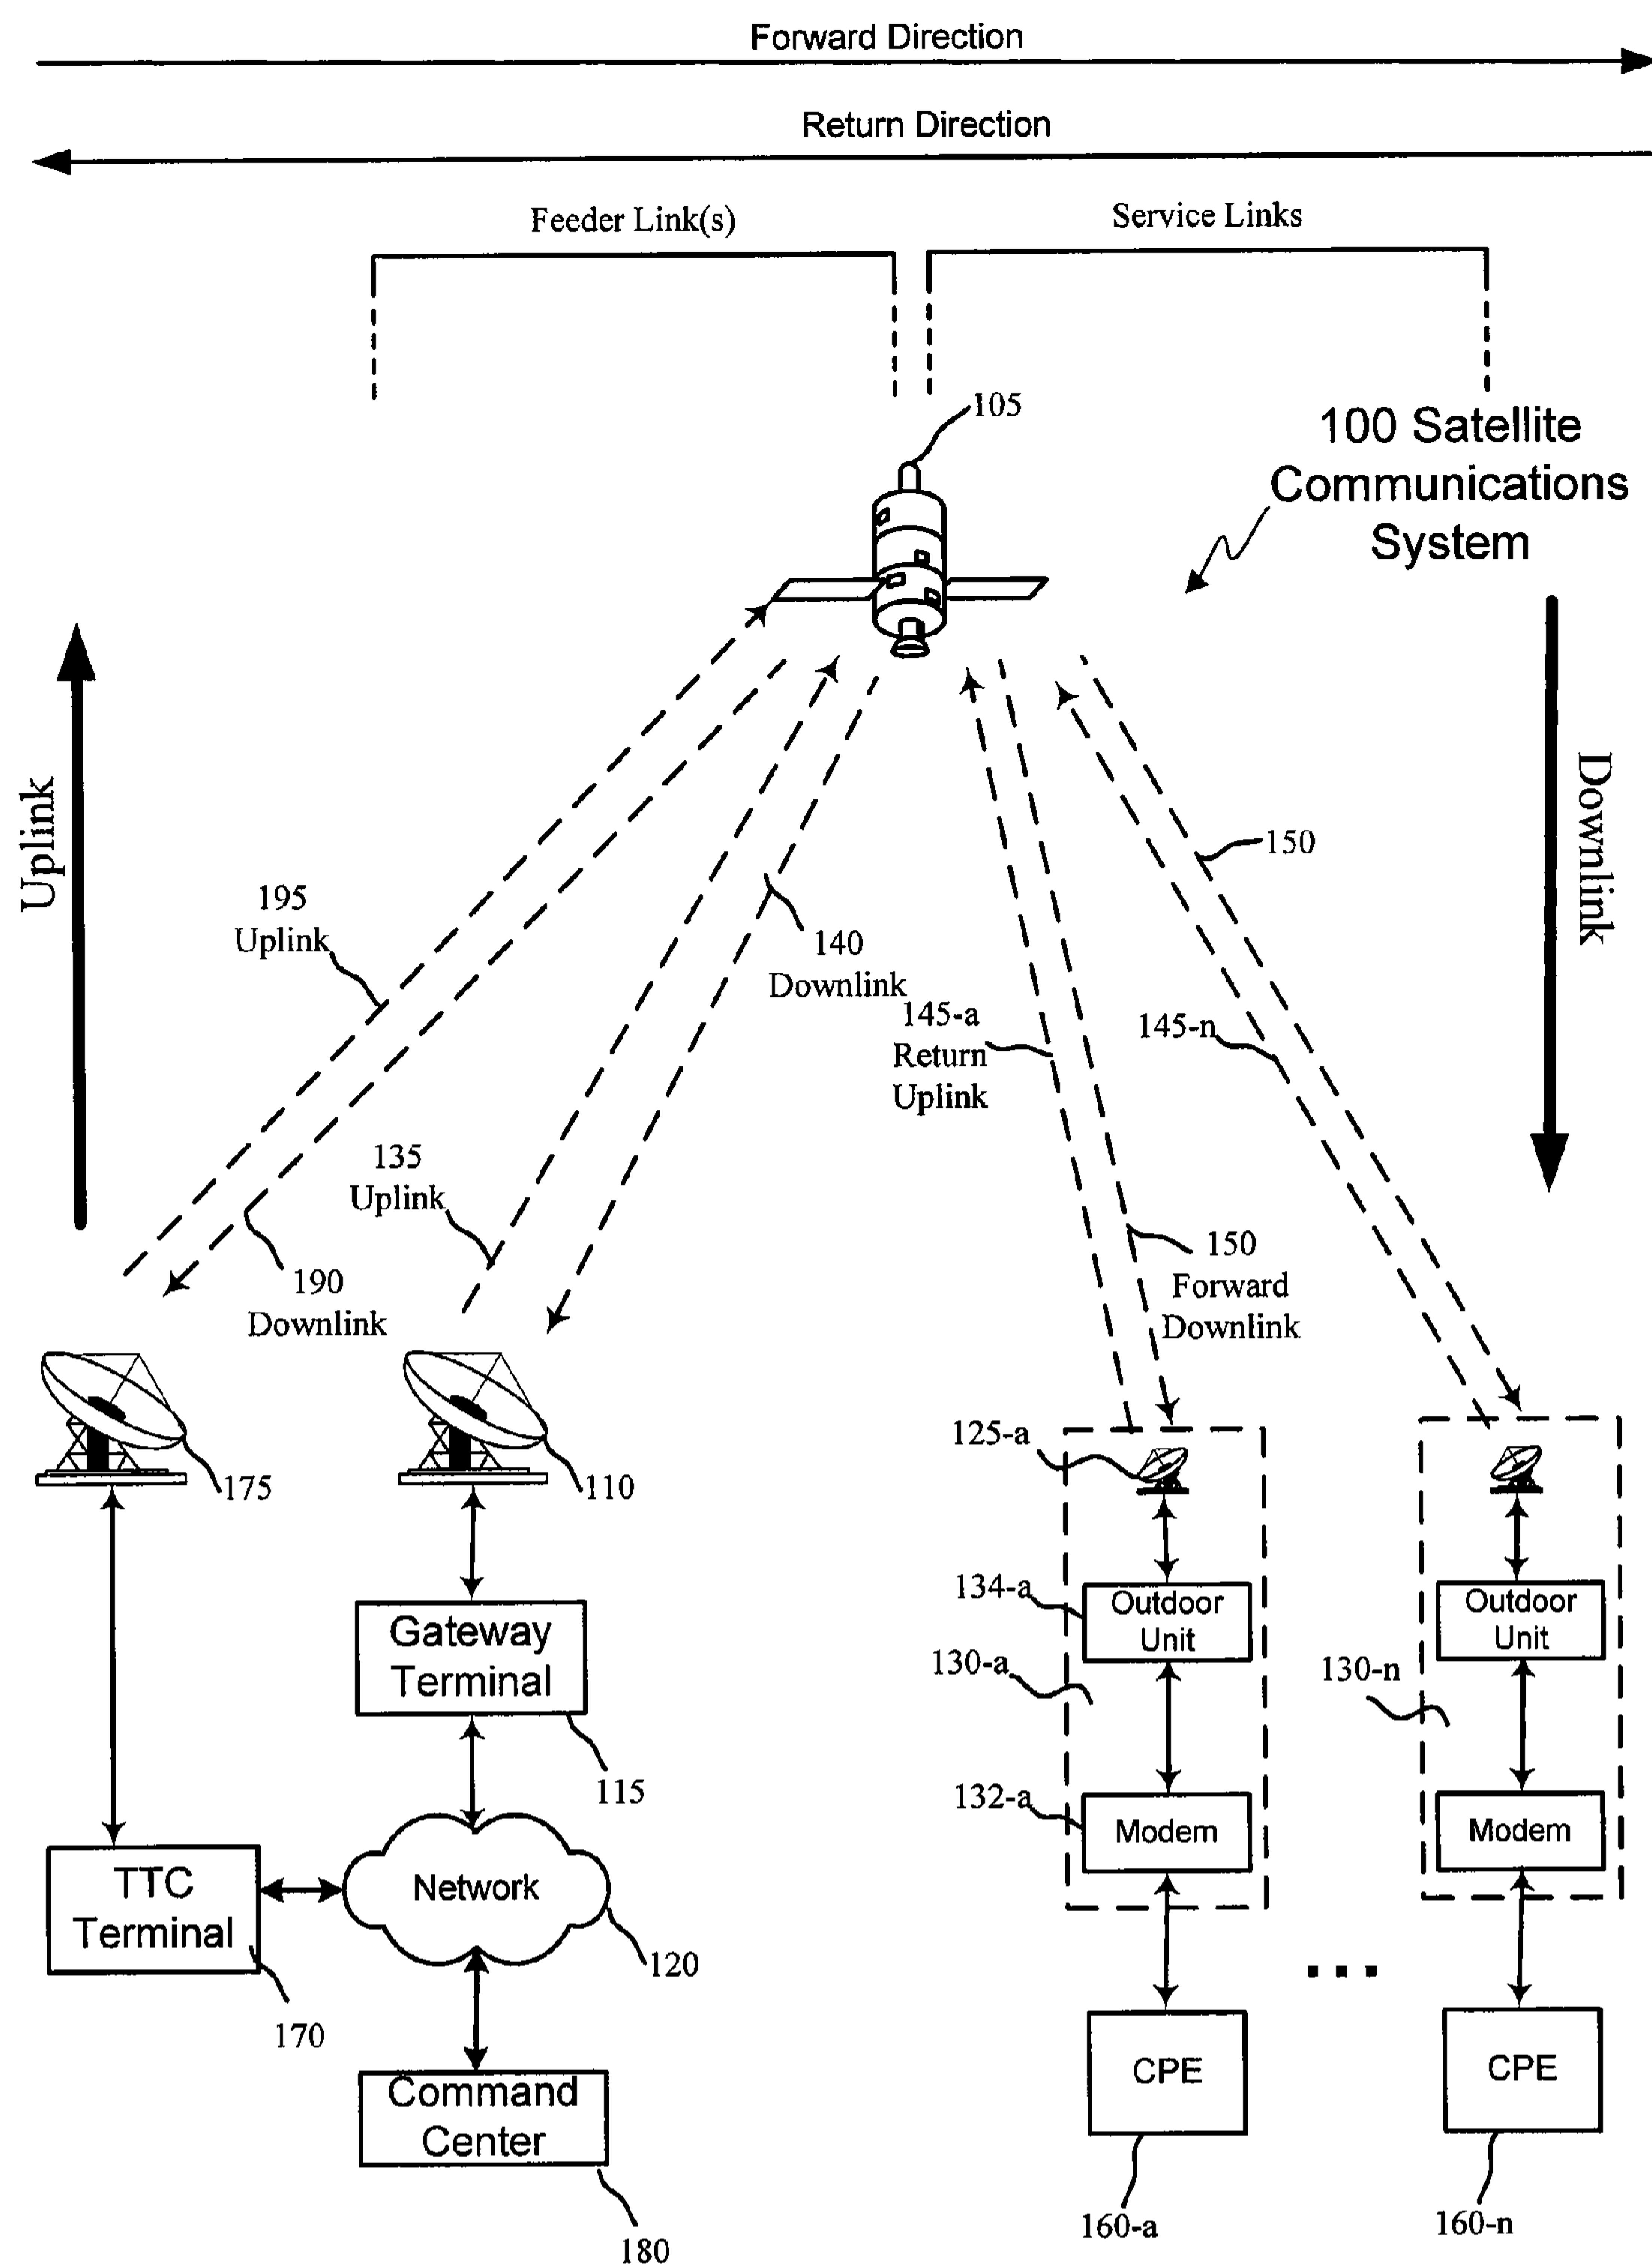 Forward Direction
Return Direction
Feeder Link(s)
Service Links
105
100 Satellite
Communications
System
Uplink
Downlink
150
195
Uplink
140
Downlink
145-a
Return
Uplink
145-n
135
Uplink
150
Forward
Downlink
190
Downlink
175
110
125-a
Gateway
Terminal
115
134-a
Outdoor
Unit
Outdoor
Unit
130-a
130-n
132-a
Modem
Modem
TTC
Terminal
Network
120
170
...
Command
Center
180
CPE
CPE
160-a
160-n